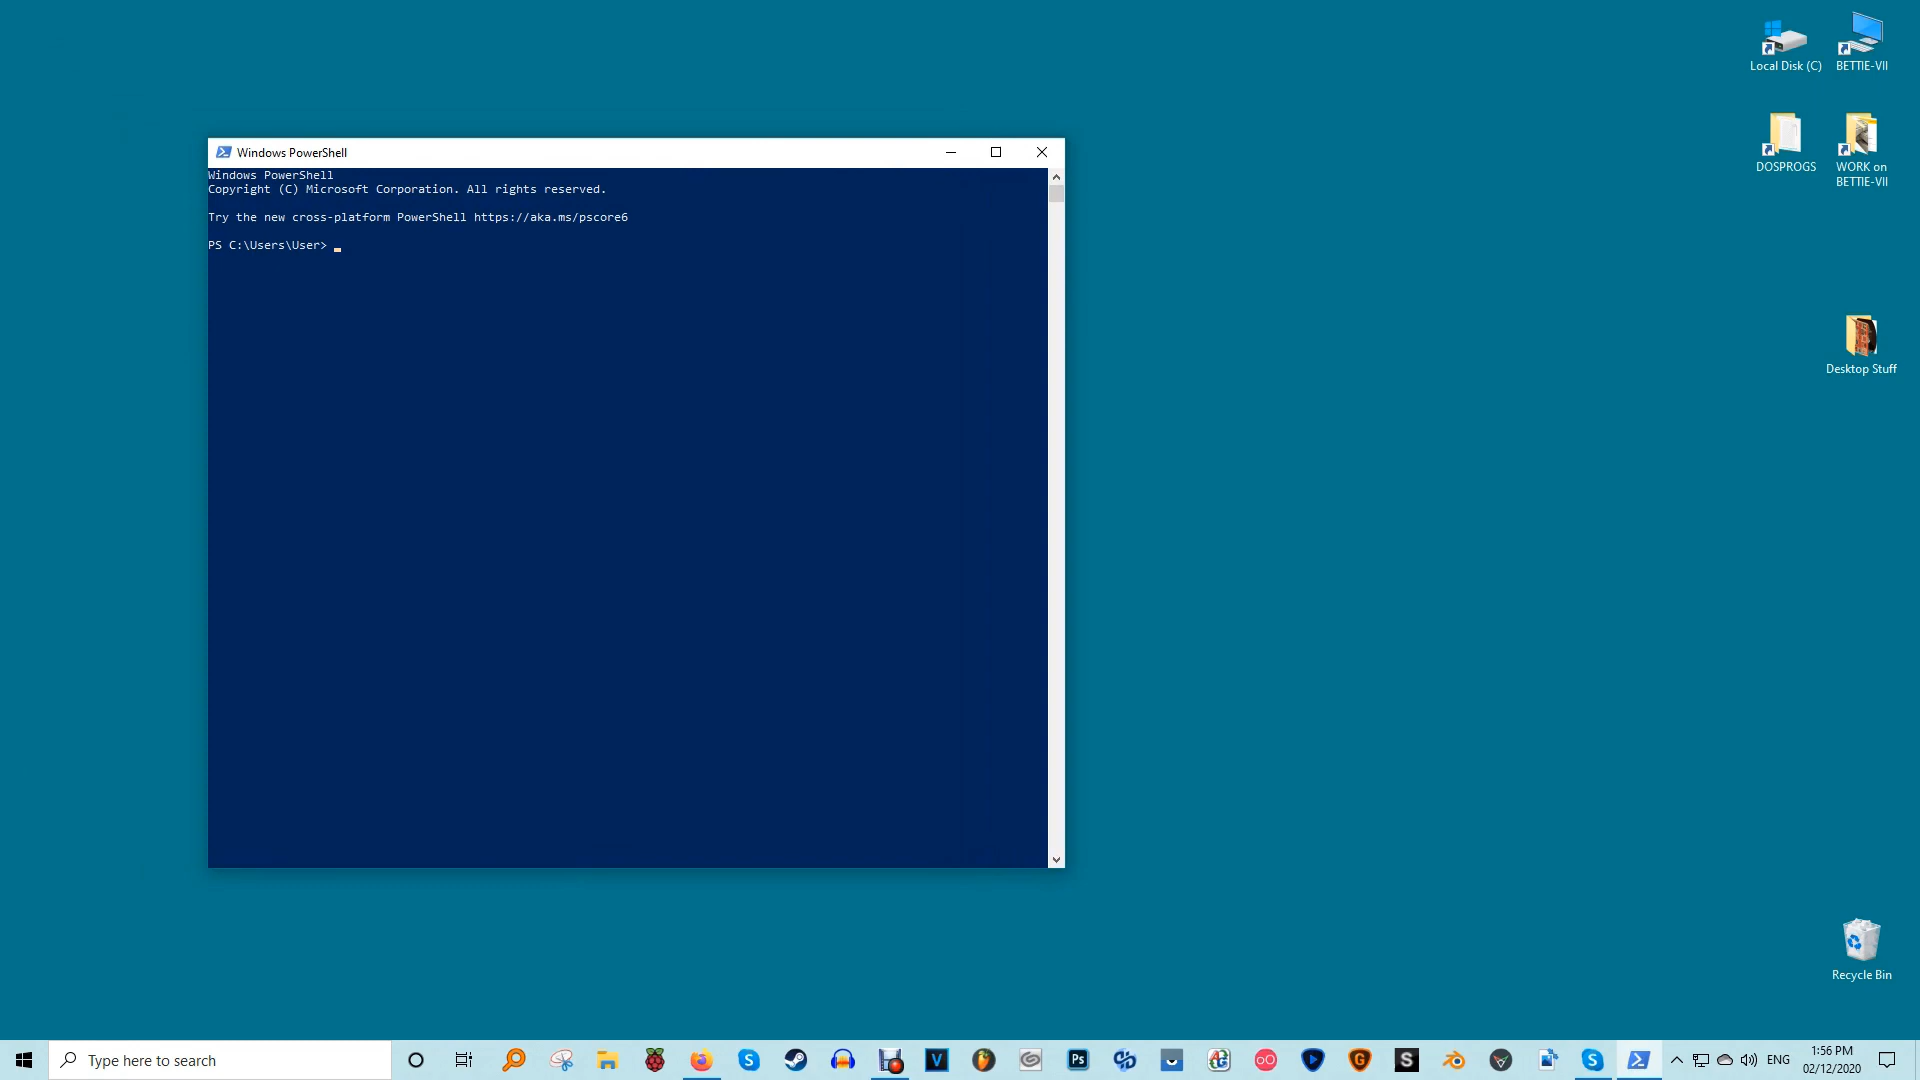 Local Disk (C)
BETTIE-VII
DOSPROGS
WORK on
BETTIE-VII
Windows PowerShell
Windows PowerShell
Copyright (C) Microsoft Corporation. All rights reserved.
Try the new cross-platform PowerShell https://aka.ms/pscore6
PS C:\Users\User>
Desktop Stuff
Recycle Bin
Type here to search
V
Ps
G
S
ENG
1:56 PM
02/12/2020